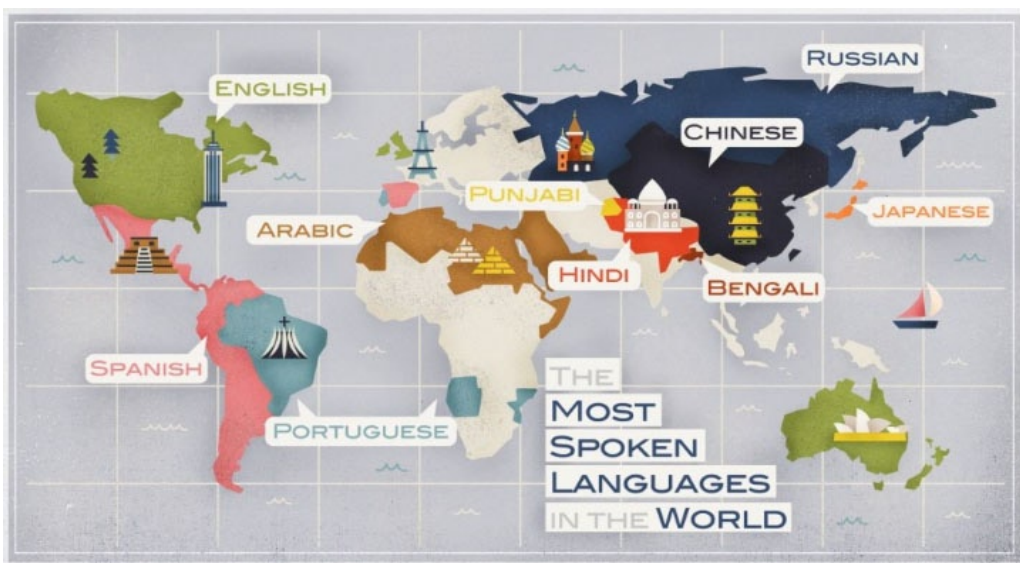 RUSSIAN
ENGLISH
CHINESE
PUNJABI
ARABIC
JAPANESE
HINDI
BENGALI
SPANISH
PORTUGUESE
THE
MOST
SPOKEN
LANGUAGES
IN THE WORLD